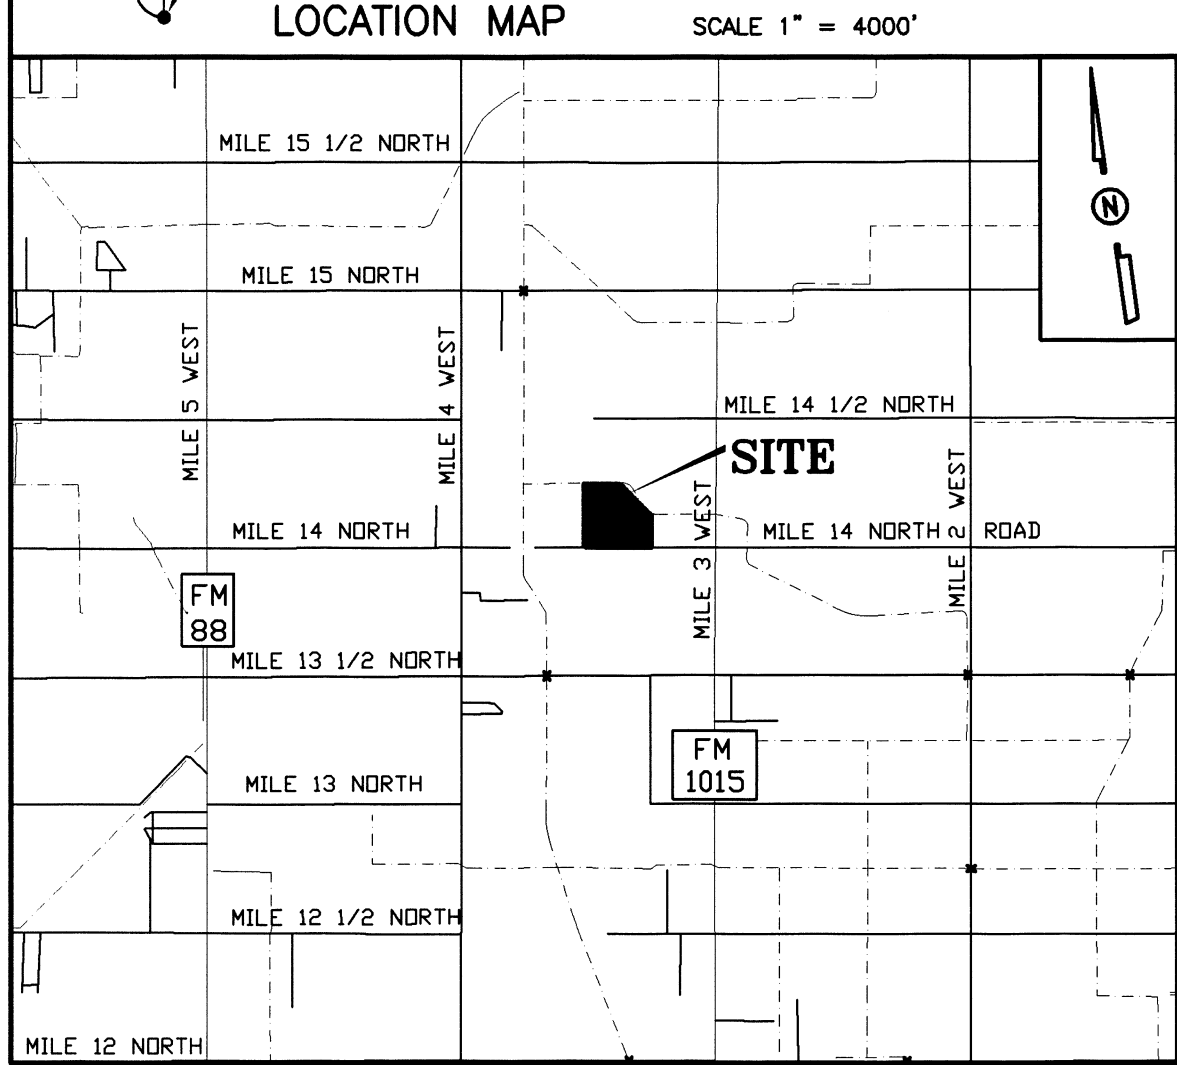 LOCATION MAP
SCALE 1" = 4000'
MILE 15 1/2 NORTH
N
MILE 15 NORTH
MILE 5 WEST
MILE 4 WEST
MILE 14 1/2 NORTH
SITE
MILE 3 WEST
MILE 2 WEST
MILE 14 NORTH
MILE 14 NORTH ROAD
FM
88
MILE 13 1/2 NORTH
FM
1015
MILE 13 NORTH
MILE 12 1/2 NORTH
MILE 12 NORTH